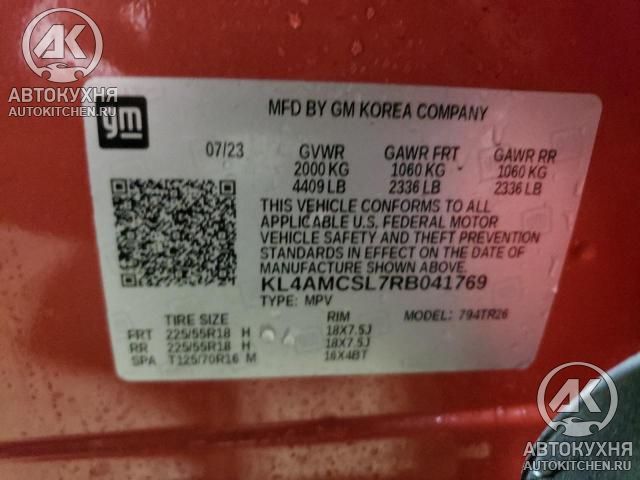 AK
АВТОКУХНЯ
AUTOKITCHEN.RU
gm
MFD BY GM KOREA COMPANY
07/23 GVWR GAWR FRT GAWR RR
2000 KG 1060 KG 1060 KG
4409 LB 2336 LB 2336 LB
THIS VEHICLE CONFORMS TO ALL
APPLICABLE U.S. FEDERAL MOTOR
VEHICLE SAFETY AND THEFT PREVENTION
STANDARDS IN EFFECT ON THE DATE
OF MANUFACTURE SHOWN ABOVE.
KL4AMCSL7RB041769
TYPE: MPV MODEL: 794TR26
TIRE SIZE RIM
FRT 225/55R18 H 18X7.5J
RR 225/55R18 H 18X7.5J
SPA T125/70R16 M 16X4BT
AK
АВТОКУХНЯ
AUTOKITCHEN.RU